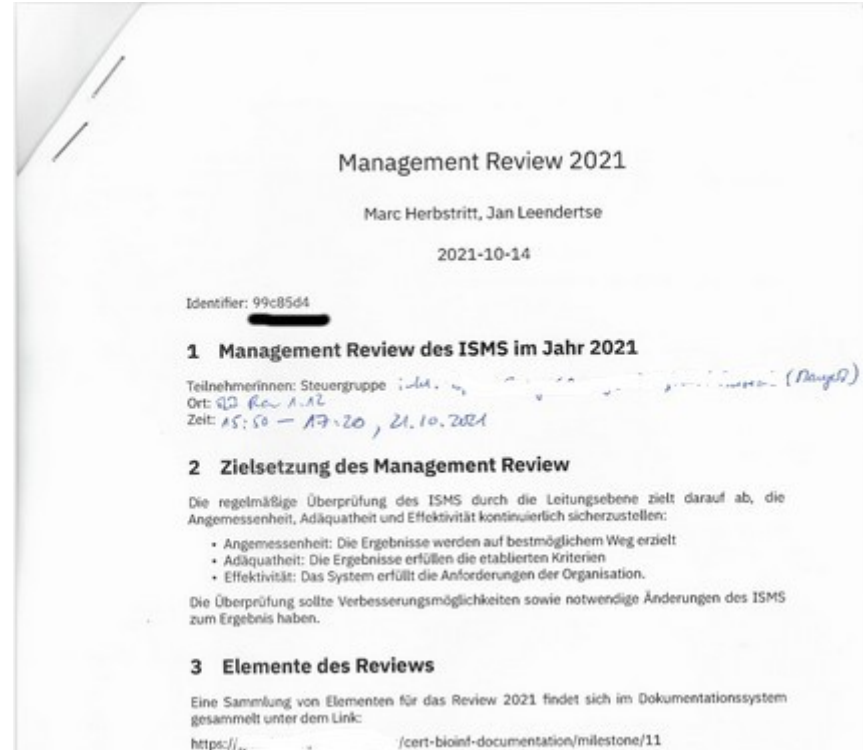 Management Review 2021
Marc Herbstritt, Jan Leendertse
2021-10-14
Identifier: 99c85d4
1 Management Review des ISMS im Jahr 2021
Teilnehmerinnen: Steuergruppe
Ort: 1.12
Zeit: 15:50 – 17:20, 21.10.2021
2 Zielsetzung des Management Review
Die regelmäßige Überprüfung des ISMS durch die Leitungsebene zielt darauf ab, die
Angemessenheit, Adäquatheit und Effektivität kontinuierlich sicherzustellen:
• Angemessenheit: Die Ergebnisse werden auf bestmöglichem Weg erzielt
• Adäquatheit: Die Ergebnisse erfüllen die etablierten Kriterien
• Effektivität: Das System erfüllt die Anforderungen der Organisation.
Die Überprüfung sollte Verbesserungsmöglichkeiten sowie notwendige Änderungen des ISMS
zum Ergebnis haben.
3 Elemente des Reviews
Eine Sammlung von Elementen für das Review 2021 findet sich im Dokumentationssystem
gesammelt unter dem Link:
https:// /cert-bioinf-documentation/milestone/11